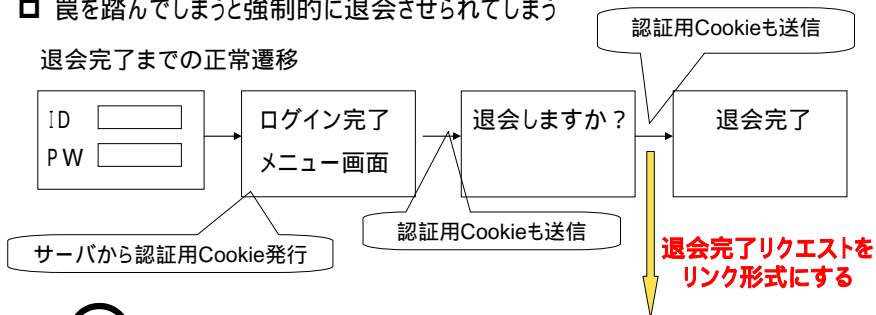 罠を踏んでしまうと強制的に退会させられてしまう
認証用Cookieも送信
退会完了までの正常遷移
ID
PW
ログイン完了
メニュー画面
退会しますか？
退会完了
サーバから認証用Cookie発行
認証用Cookieも送信
退会完了リクエストを
リンク形式にする